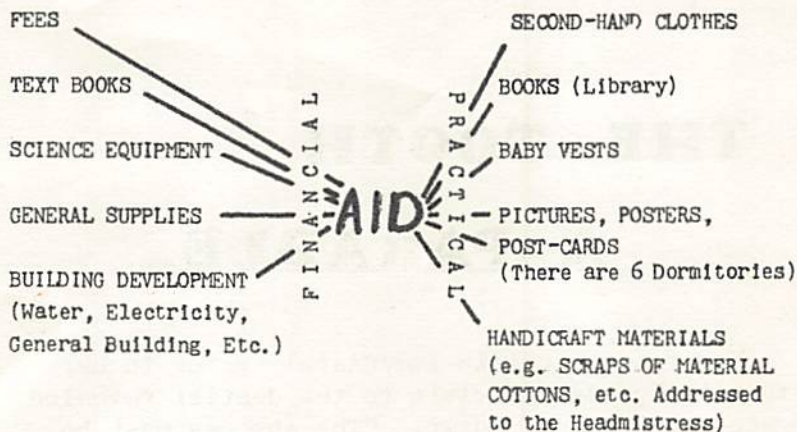 FEES
TEXT BOOKS
SCIENCE EQUIPMENT
GENERAL SUPPLIES
BUILDING DEVELOPMENT
(Water, Electricity,
General Building, Etc.)
FINANCIAL
AID
PRACTICAL
SECOND-HAND CLOTHES
BOOKS (Library)
BABY VESTS
PICTURES, POSTERS,
POST-CARDS
(There are 6 Dormitories)
HANDICRAFT MATERIALS
(e.g. SCRAPS OF MATERIAL
COTTONS, etc. Addressed
to the Headmistress)